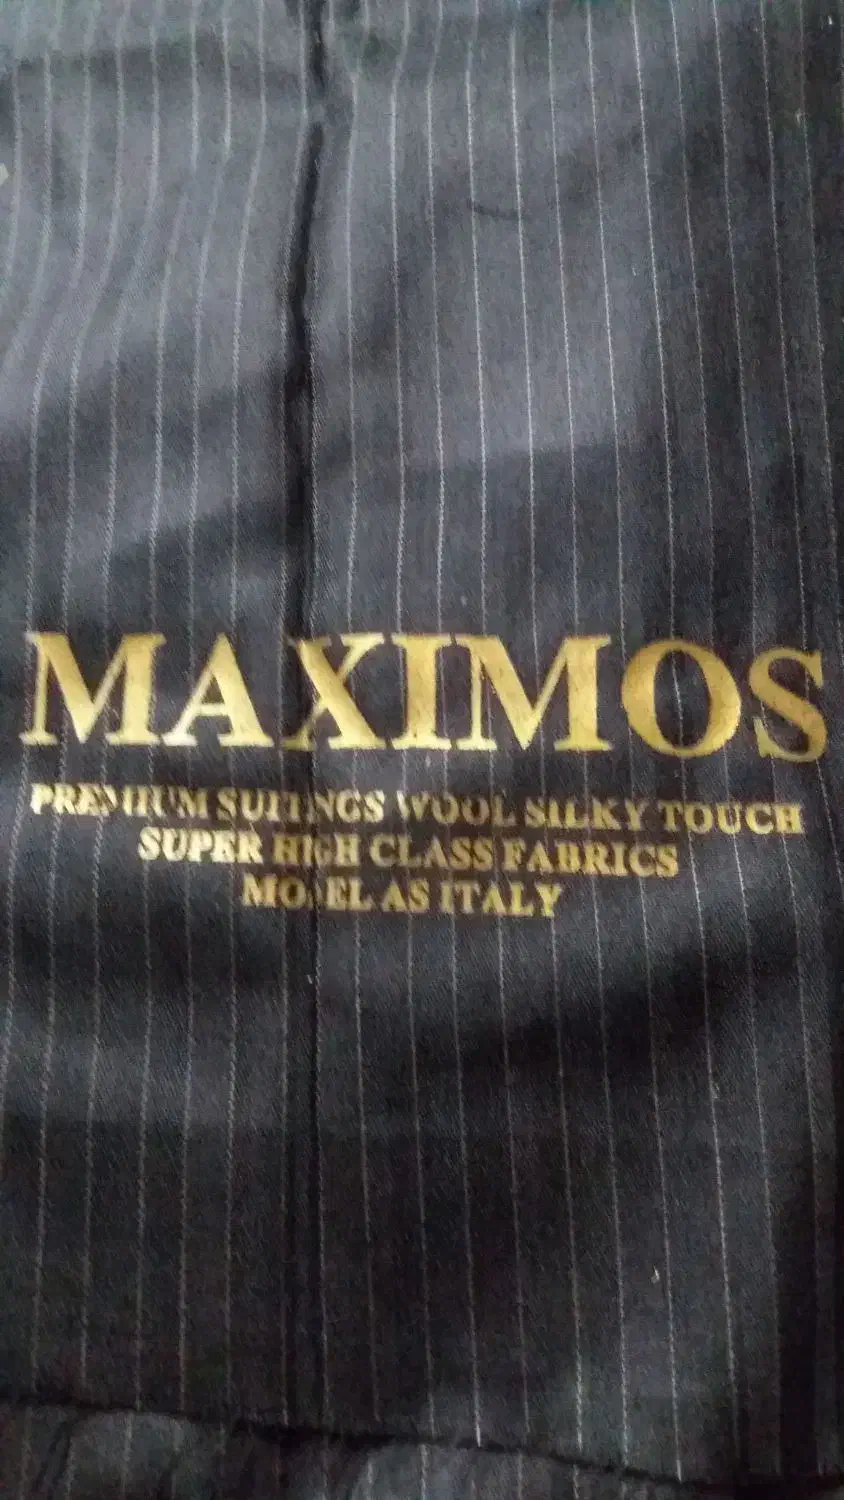 MAXIMOS
PREMIUM SUITINGS WOOL SILKY TOUCH
SUPER HIGH CLASS FABRICS
MODEL AS ITALY